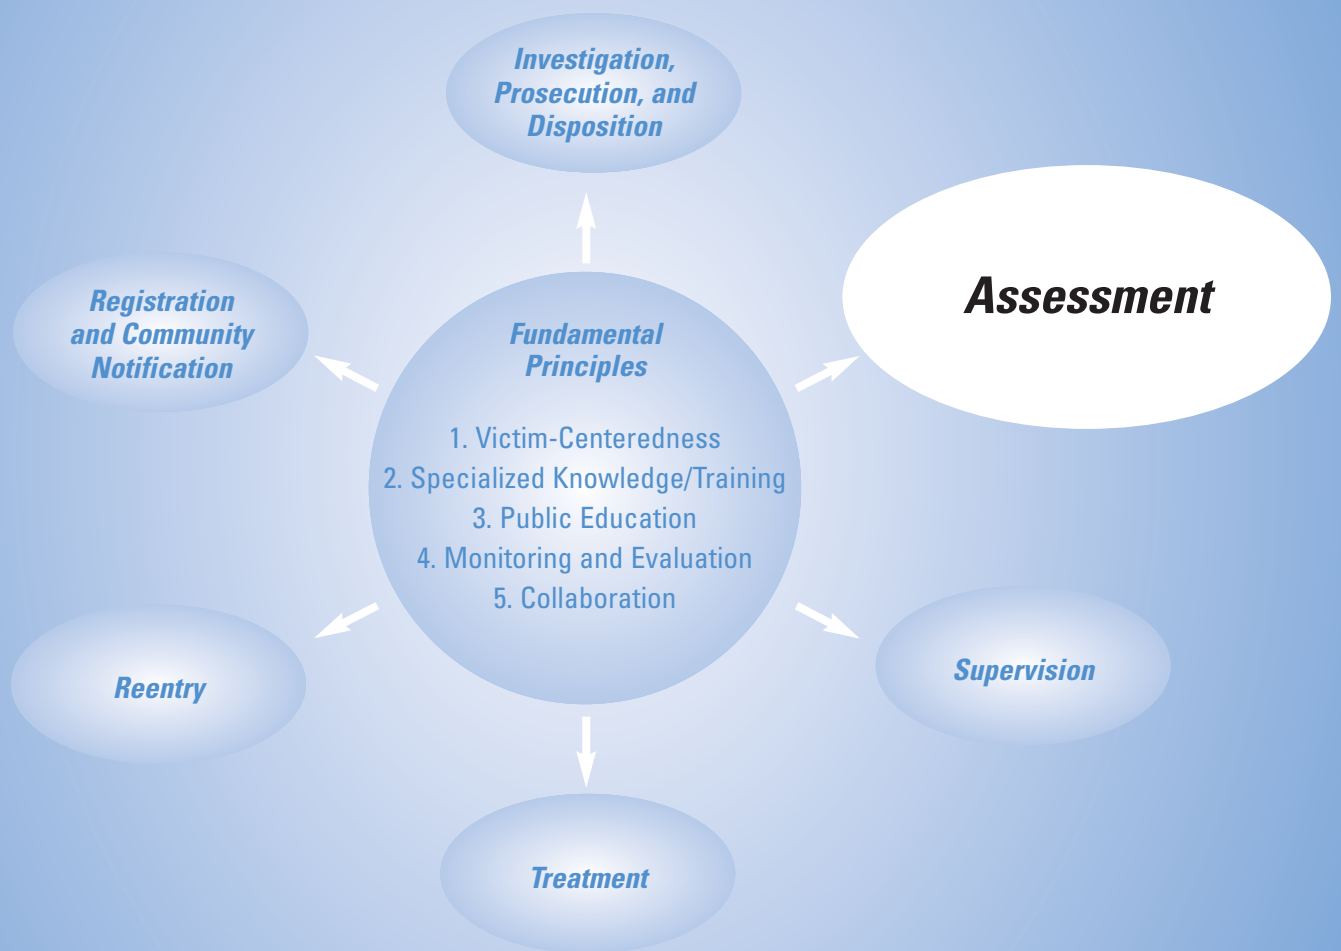 Investigation,
Prosecution, and
Disposition
Assessment
Registration
and Community
Notification
Fundamental
Principles
1. Victim-Centeredness
2. Specialized Knowledge/Training
3. Public Education
4. Monitoring and Evaluation
5. Collaboration
Reentry
Supervision
Treatment